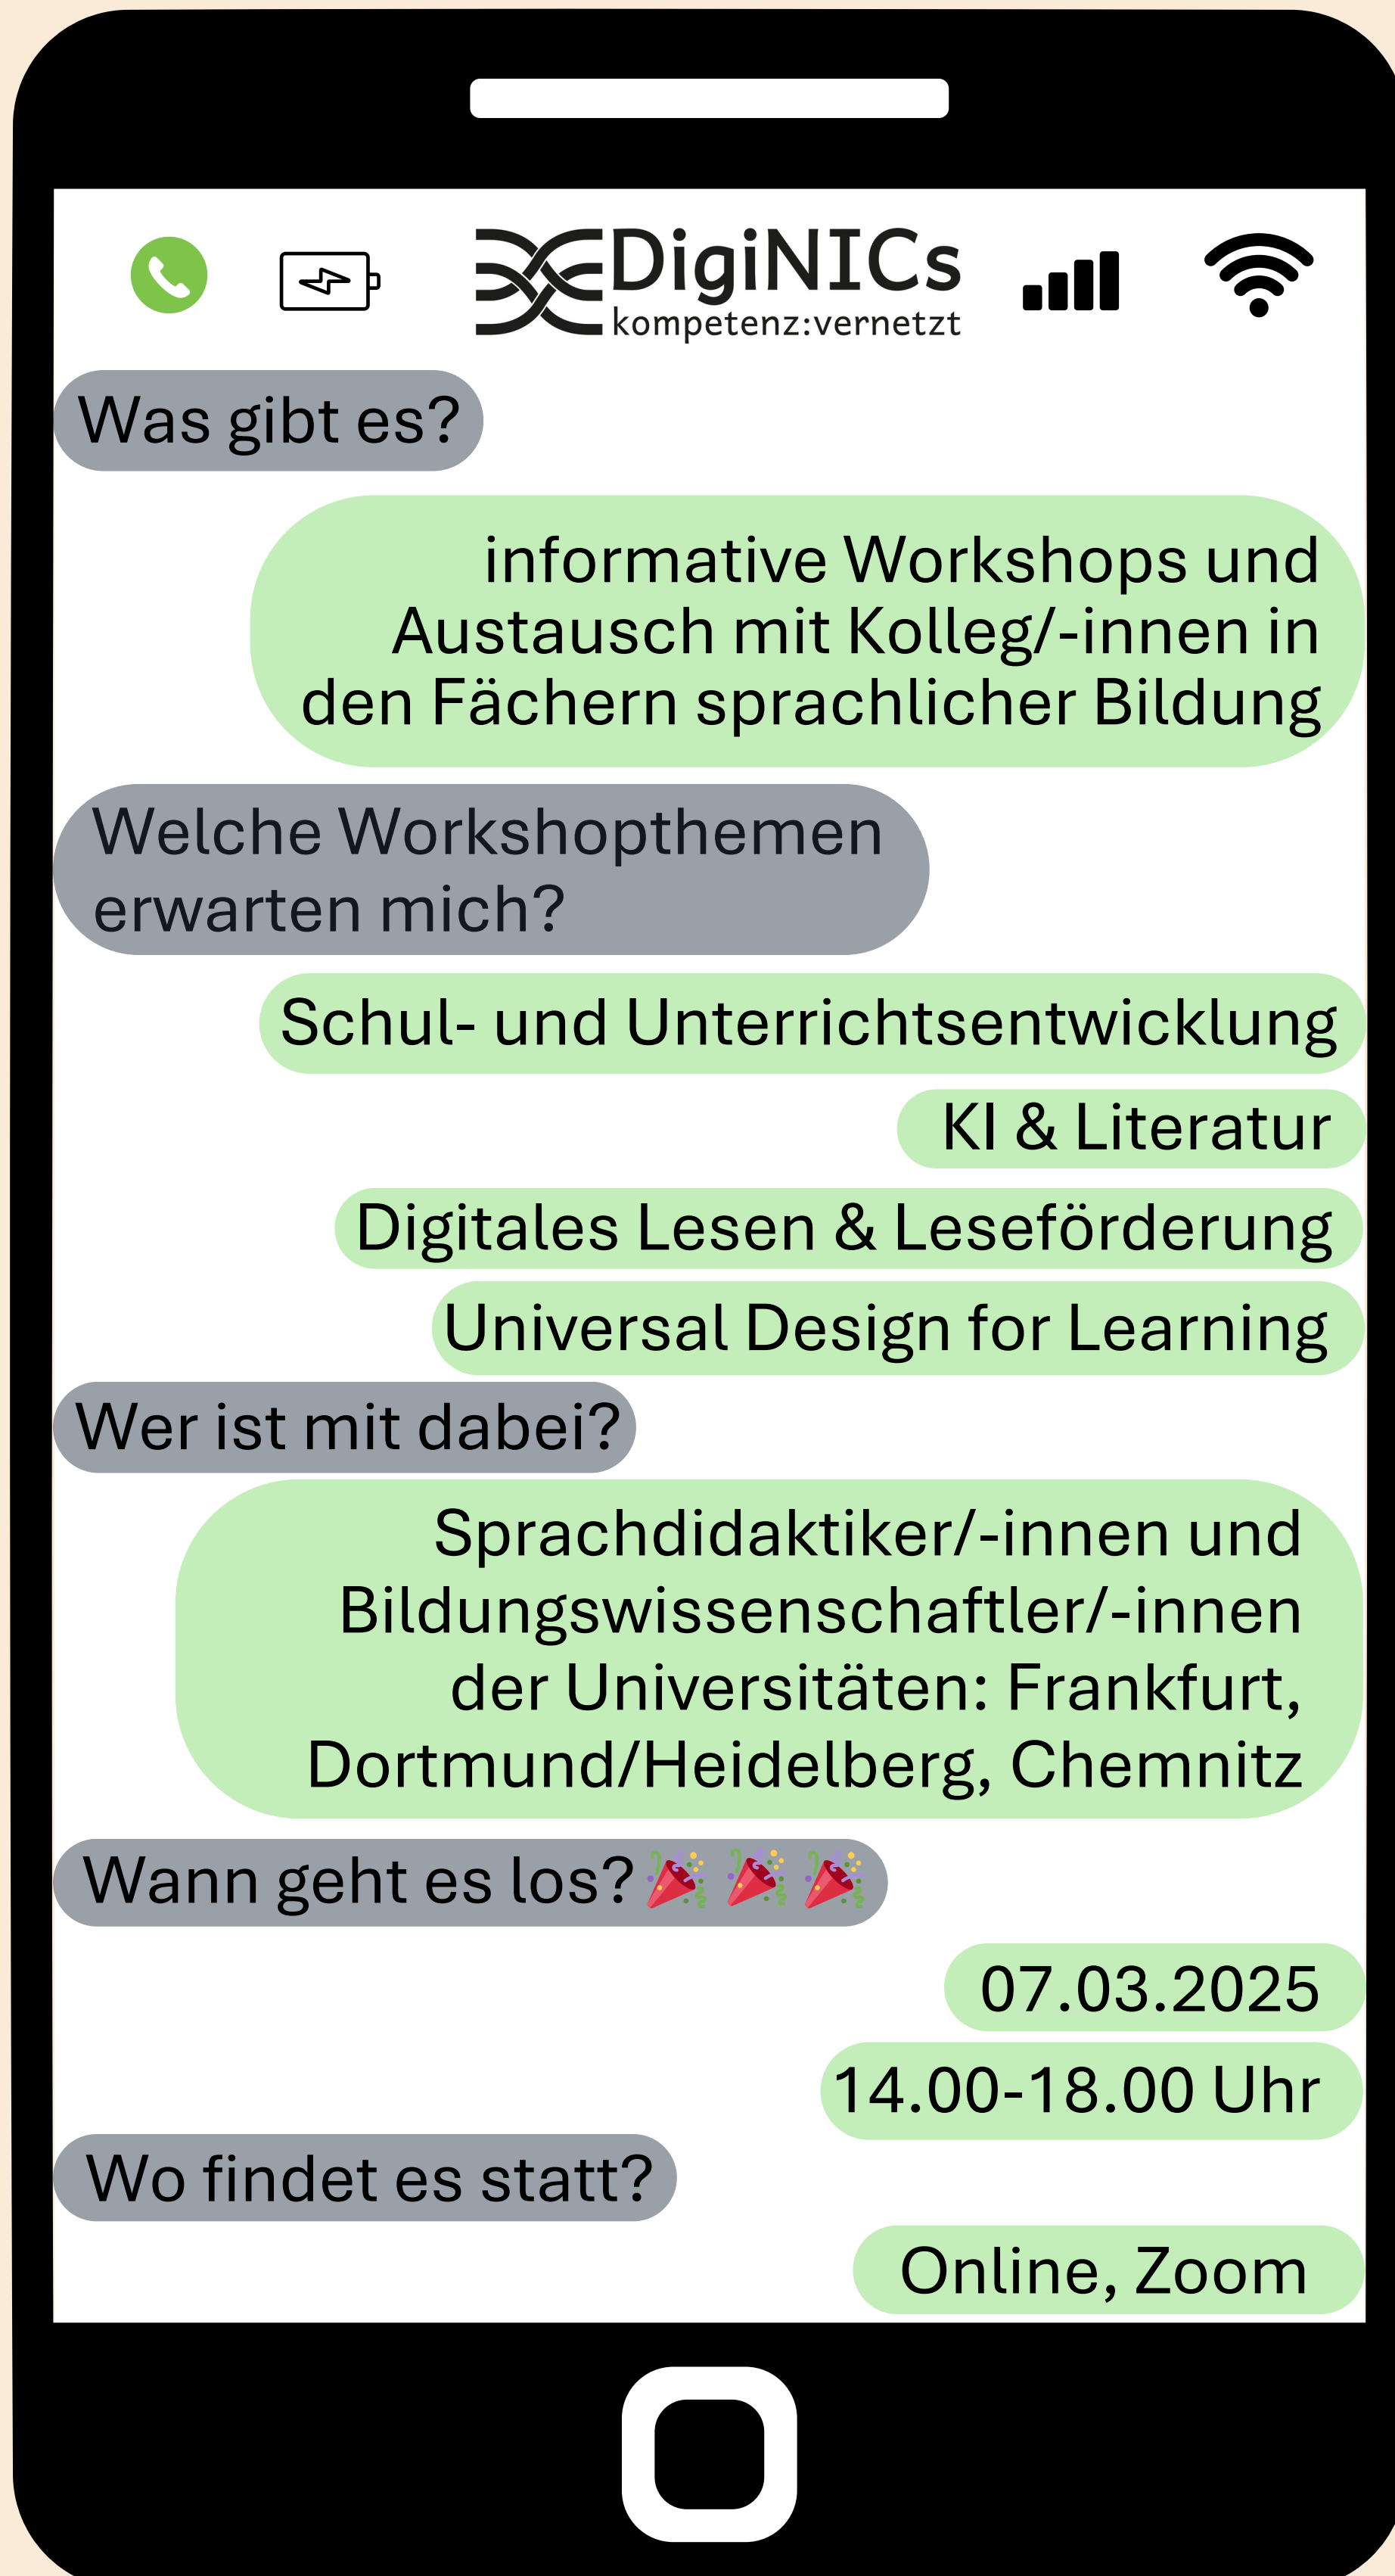 DigiNICs
kompetenz:vernetzt
Was gibt es?
informative Workshops und
Austausch mit Kolleg/-innen in
den Fächern sprachlicher Bildung
Welche Workshopthemen
erwarten mich?
Schul- und Unterrichtsentwicklung
KI & Literatur
Digitales Lesen & Leseförderung
Universal Design for Learning
Wer ist mit dabei?
Sprachdidaktiker/-innen und
Bildungswissenschaftler/-innen
der Universitäten: Frankfurt,
Dortmund/Heidelberg, Chemnitz
Wann geht es los?🎉 🎉 🎉
07.03.2025
14.00-18.00 Uhr
Wo findet es statt?
Online, Zoom